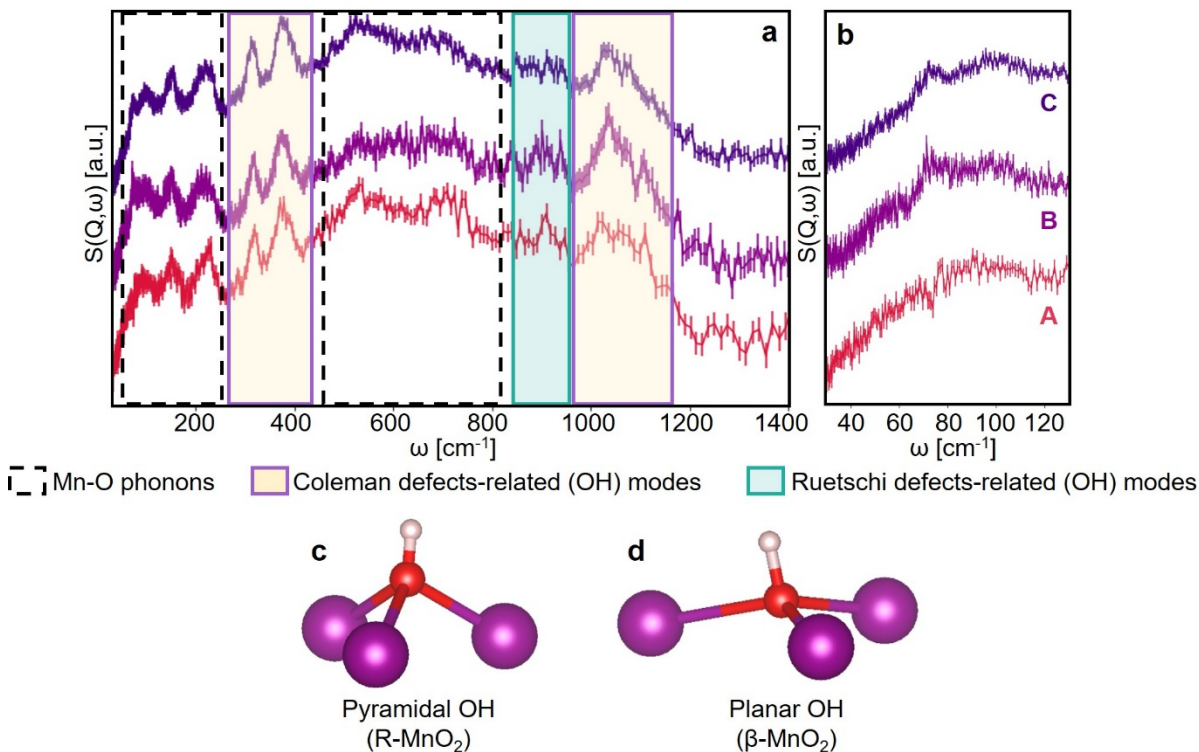 a
b
S(Q,ω) [a.u.]
200 400 600 800 1000 1200 1400
ω [cm⁻¹]
S(Q,ω) [a.u.]
C
B
A
30 40 60 80 100 120
ω [cm⁻¹]
Mn-O phonons
Coleman defects-related (OH) modes
Ruetschi defects-related (OH) modes
c
d
Pyramidal OH
(R-MnO₂)
Planar OH
(β-MnO₂)